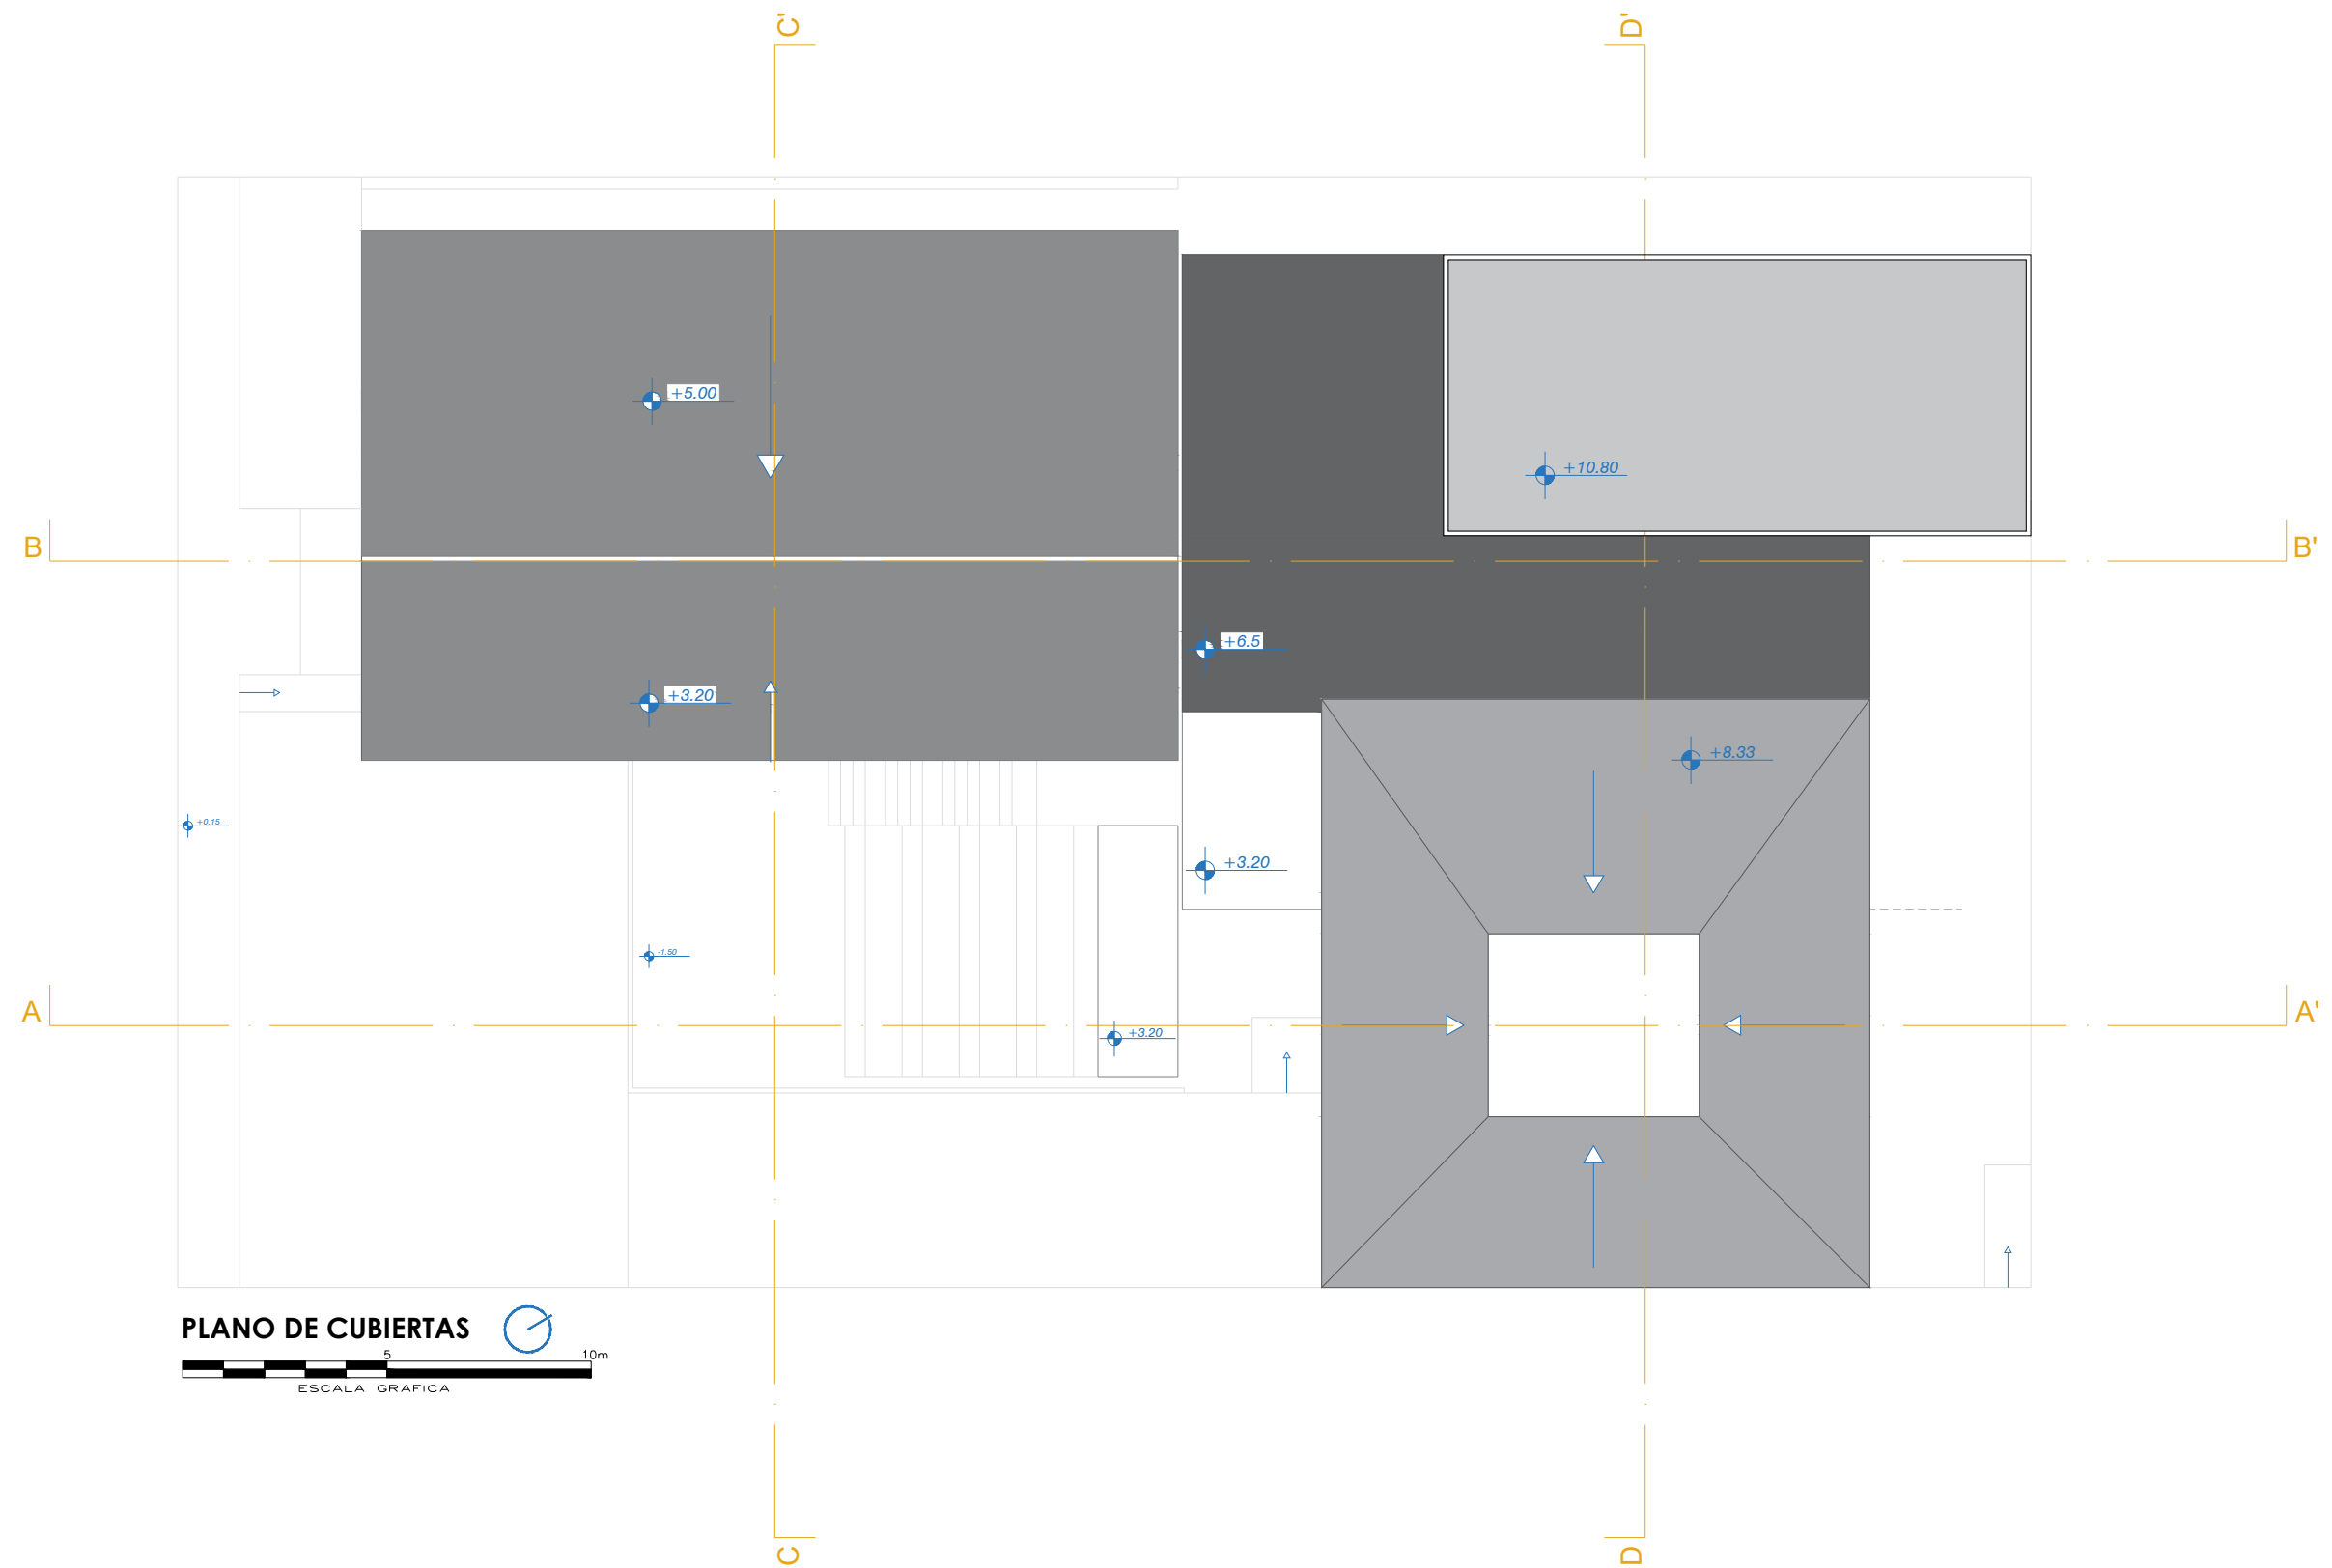 C'
D'
+5.00
+10.80
B
B'
+6.5
+3.20
+8.33
+0.15
+3.20
-1.50
A
A'
+3.20
PLANO DE CUBIERTAS
5
10m
ESCALA GRAFICA
C
D